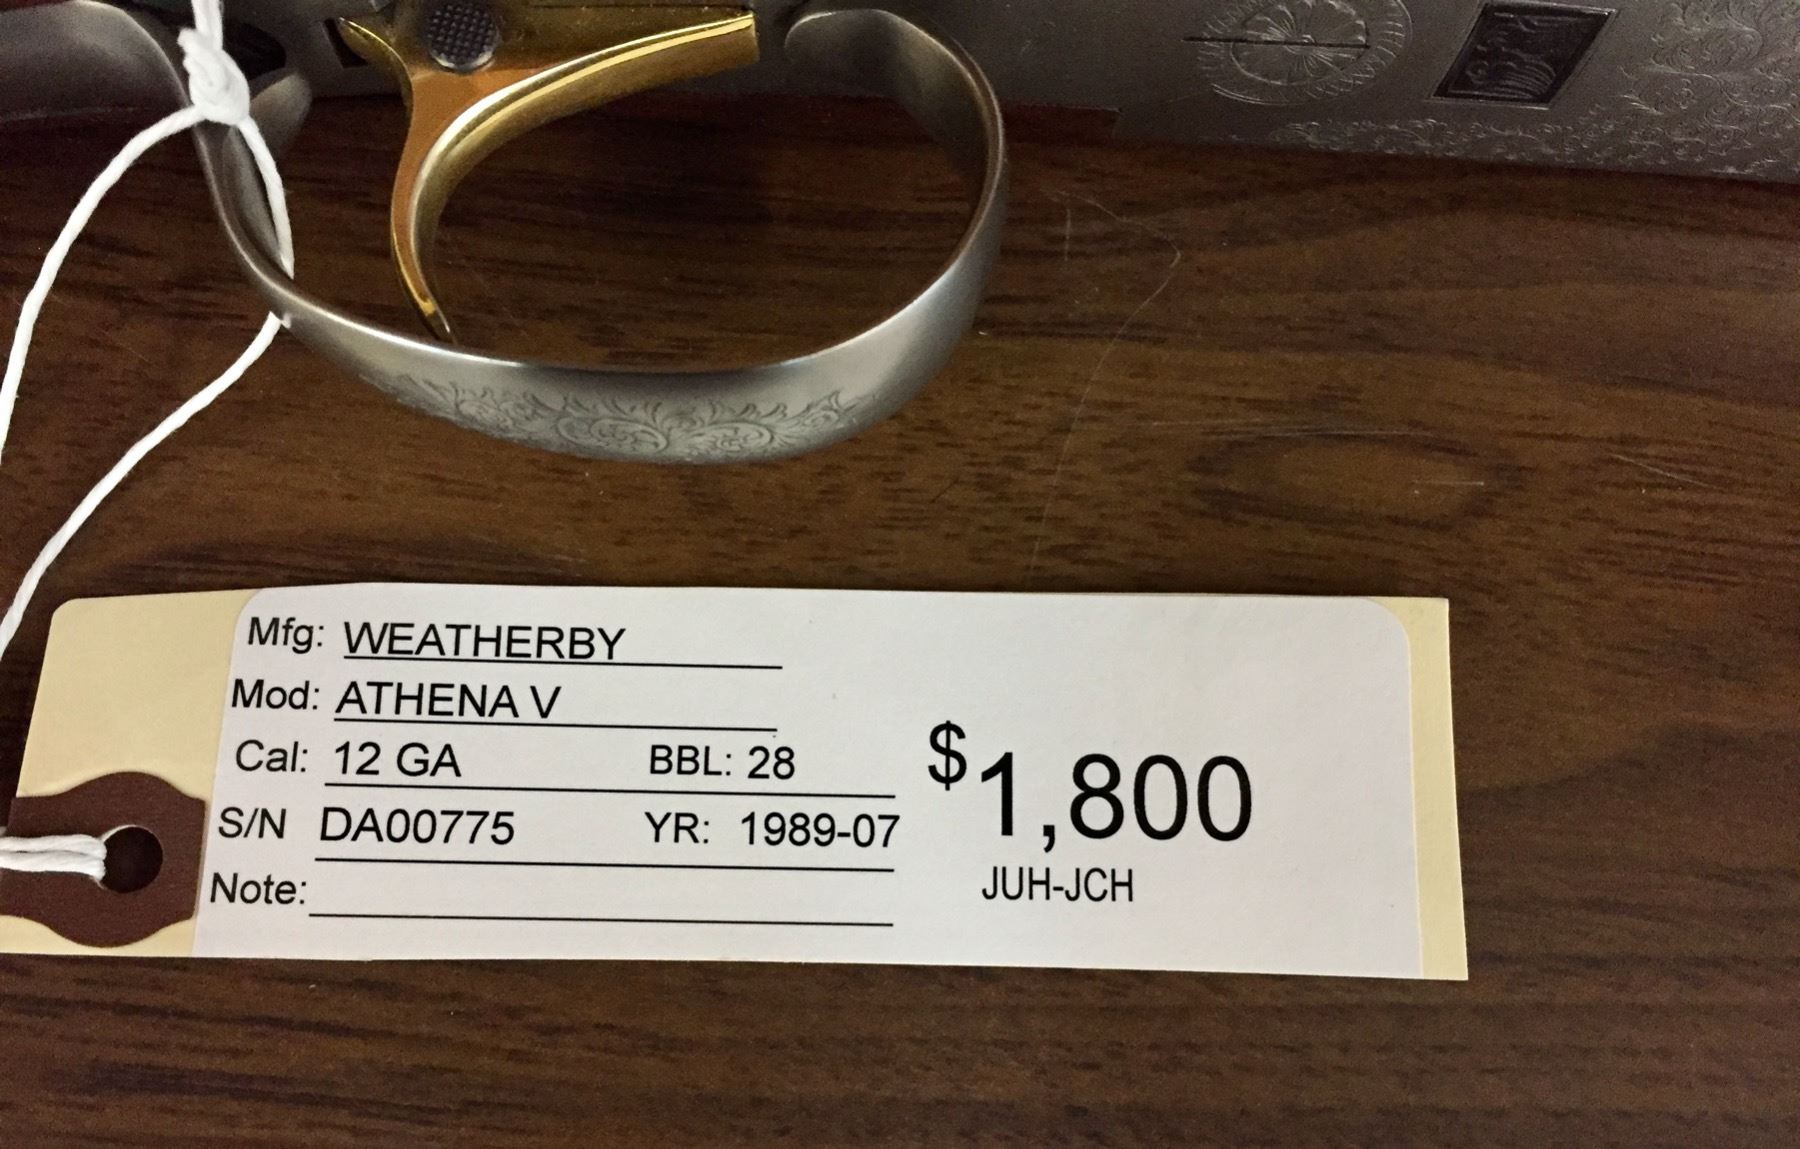 Mfg: WEATHERBY
Mod: ATHENA V
Cal: 12 GA BBL: 28
S/N DA00775 YR: 1989-07
Note:
$1,800
JUH-JCH